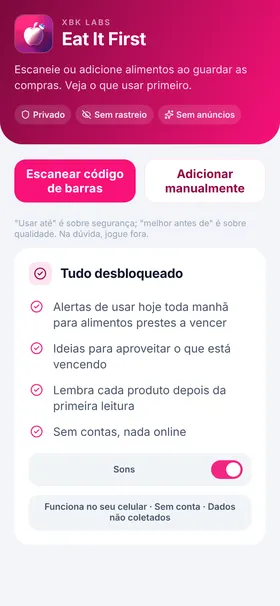 XBK LABS
Eat It First
Escaneie ou adicione alimentos ao guardar as
compras. Veja o que usar primeiro.
Privado
Sem rastreio
Sem anúncios
Escanear código
de barras
Adicionar
manualmente
"Usar até" é sobre segurança; "melhor antes de" é sobre
qualidade. Na dúvida, jogue fora.
Tudo desbloqueado
Alertas de usar hoje toda manhã
para alimentos prestes a vencer
Ideias para aproveitar o que está
vencendo
Lembra cada produto depois da
primeira leitura
Sem contas, nada online
Sons
Funciona no seu celular · Sem conta · Dados
não coletados